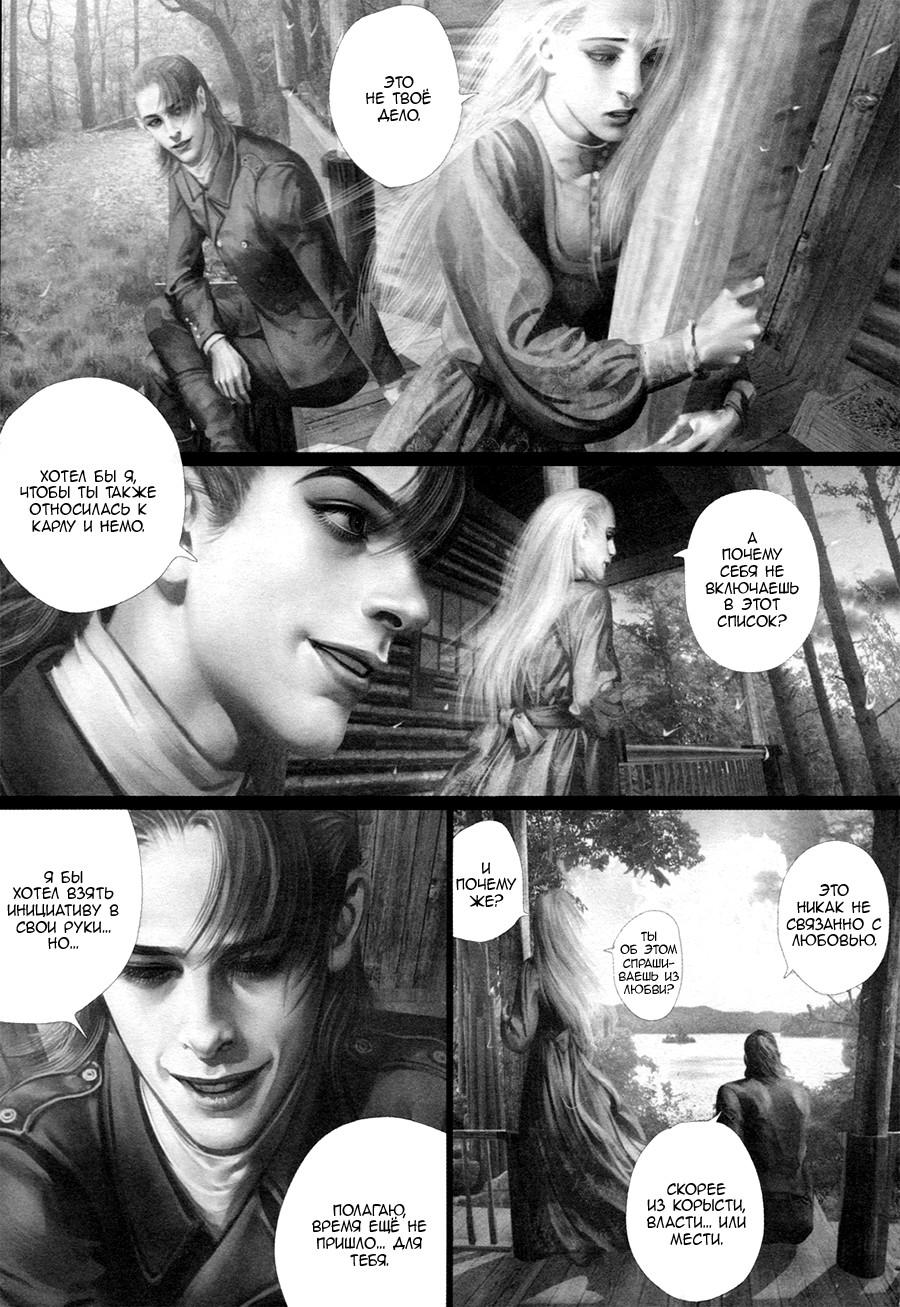 ЭТО
НЕ ТВОЁ
ДЕЛО.
ХОТЕЛ БЫ Я,
ЧТОБЫ ТЫ ТАКЖЕ
ОТНОСИЛАСЬ К
КАРЛУ И НЕМО.
А
ПОЧЕМУ
СЕБЯ НЕ
ВКЛЮЧАЕШЬ
В ЭТОТ
СПИСОК?
Я БЫ
ХОТЕЛ ВЗЯТЬ
ИНИЦИАТИВУ В
СВОИ РУКИ...
НО...
ПОЛАГАЮ,
ВРЕМЯ ЕЩЁ НЕ
ПРИШЛО... ДЛЯ
ТЕБЯ.
И
ПОЧЕМУ
ЖЕ?
ЭТО
НИКАК НЕ
СВЯЗАННО С
ЛЮБОВЬЮ.
ТЫ
ОБ ЭТОМ
СПРАШИ-
ВАЕШЬ ИЗ
ЛЮБВИ?
СКОРЕЕ
ИЗ КОРЫСТИ,
ВЛАСТИ... ИЛИ
МЕСТИ.